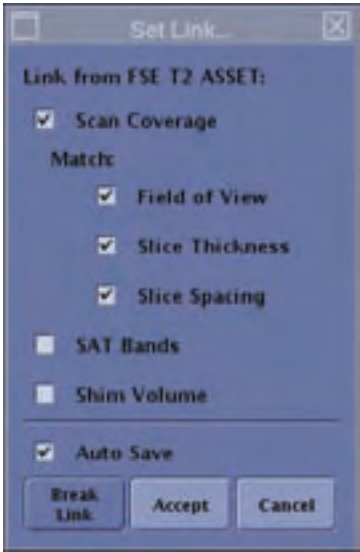 Set Link...
Link from FSE T2 ASSET:
Scan Coverage
Match:
Field of View
Slice Thickness
Slice Spacing
SAT Bands
Shim Volume
Auto Save
Break
Link
Accept
Cancel